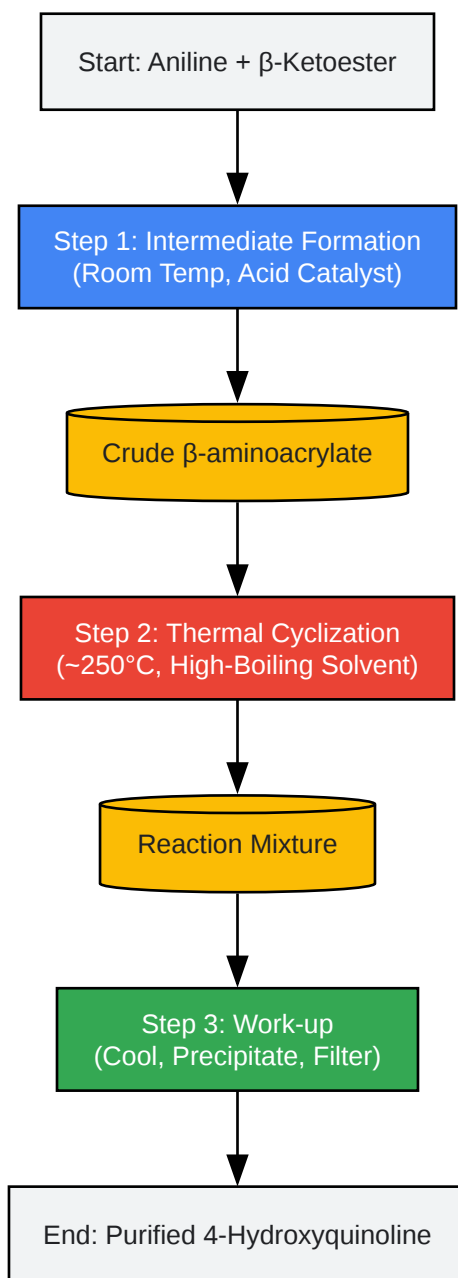 Start: Aniline + β-Ketoester
Step 1: Intermediate Formation
(Room Temp, Acid Catalyst)
Crude β-aminoacrylate
Step 2: Thermal Cyclization
(~250°C, High-Boiling Solvent)
Reaction Mixture
Step 3: Work-up
(Cool, Precipitate, Filter)
End: Purified 4-Hydroxyquinoline